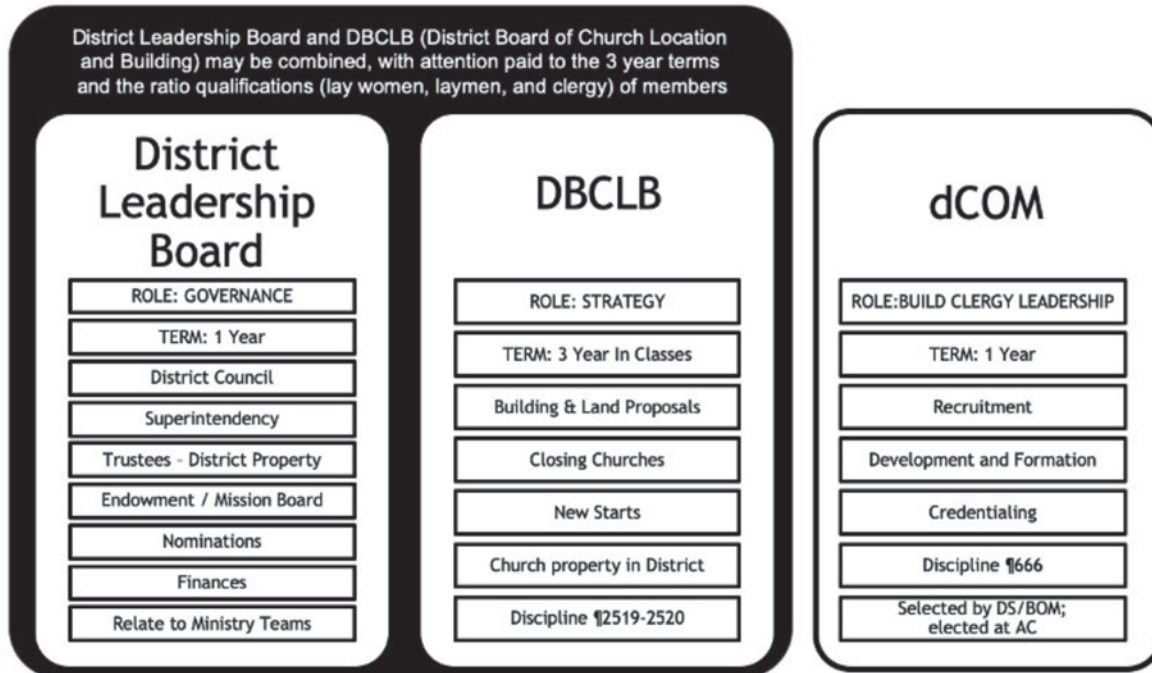 District Leadership Board and DBCLB (District Board of Church Location
and Building) may be combined, with attention paid to the 3 year terms
and the ratio qualifications (lay women, laymen, and clergy) of members
District
Leadership
Board
ROLE: GOVERNANCE
TERM: 1 Year
District Council
Superintendency
Trustees – District Property
Endowment / Mission Board
Nominations
Finances
Relate to Ministry Teams
DBCLB
ROLE: STRATEGY
TERM: 3 Year In Classes
Building & Land Proposals
Closing Churches
New Starts
Church property in District
Discipline ¶2519-2520
dCOM
ROLE:BUILD CLERGY LEADERSHIP
TERM: 1 Year
Recruitment
Development and Formation
Credentialing
Discipline ¶666
Selected by DS/BOM;
elected at AC